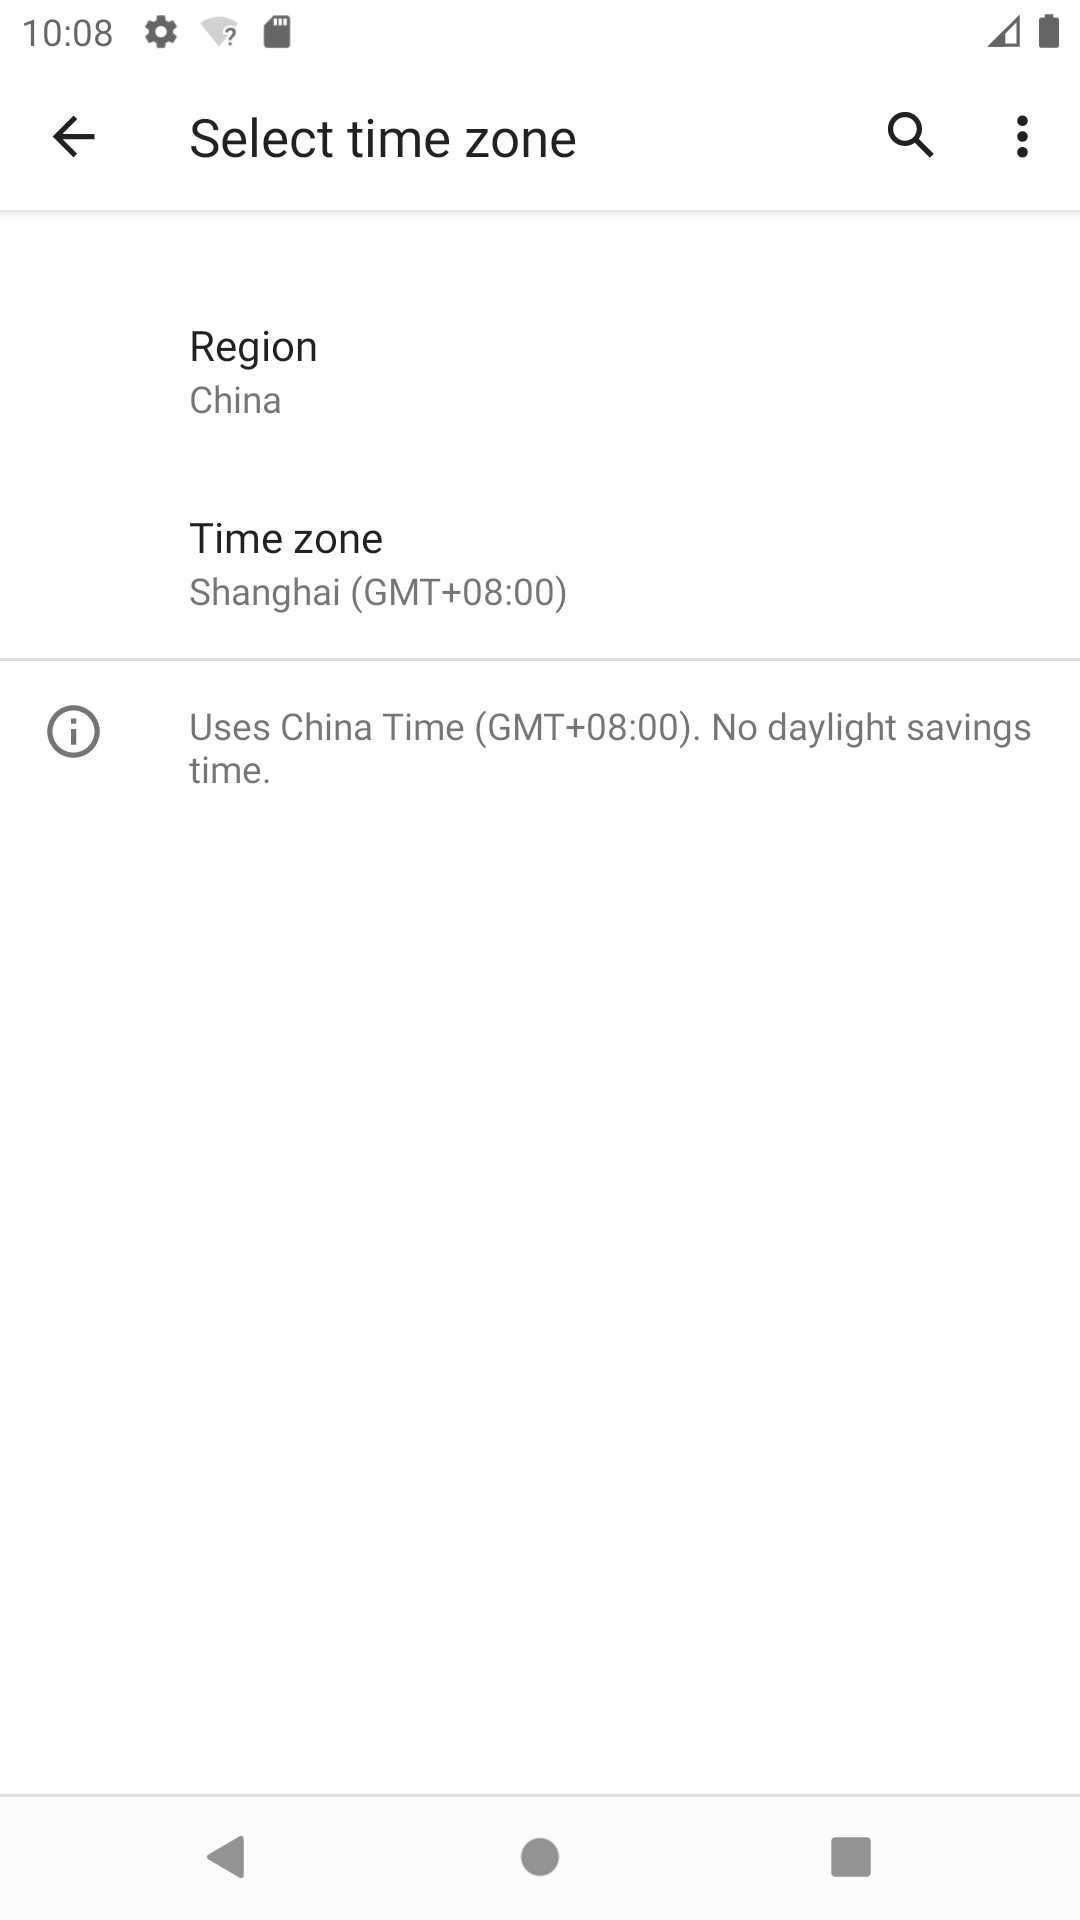 10:08
Select time zone
Region
China
Time zone
Shanghai (GMT+08:00)
Uses China Time (GMT+08:00). No daylight savings
time.